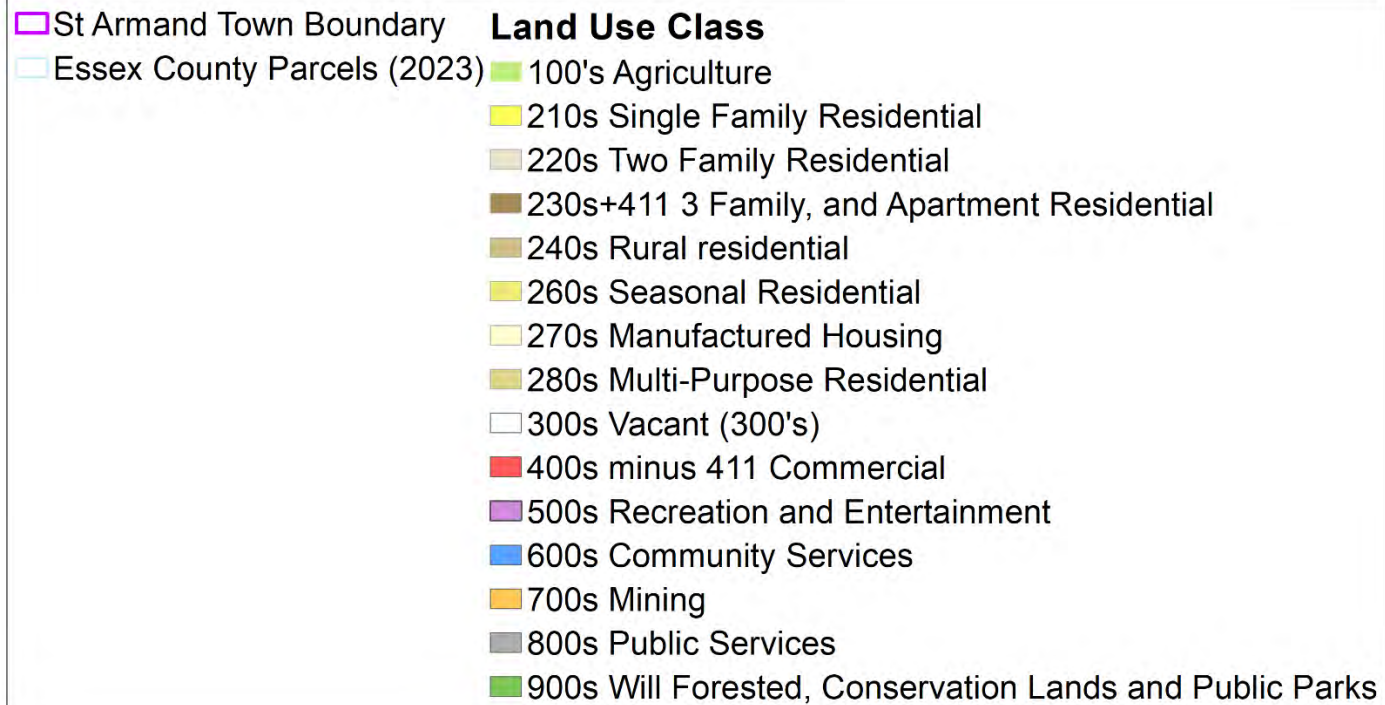 St Armand Town Boundary
Essex County Parcels (2023)
Land Use Class
100's Agriculture
210s Single Family Residential
220s Two Family Residential
230s+411 3 Family, and Apartment Residential
240s Rural residential
260s Seasonal Residential
270s Manufactured Housing
280s Multi-Purpose Residential
300s Vacant (300's)
400s minus 411 Commercial
500s Recreation and Entertainment
600s Community Services
700s Mining
800s Public Services
900s Will Forested, Conservation Lands and Public Parks